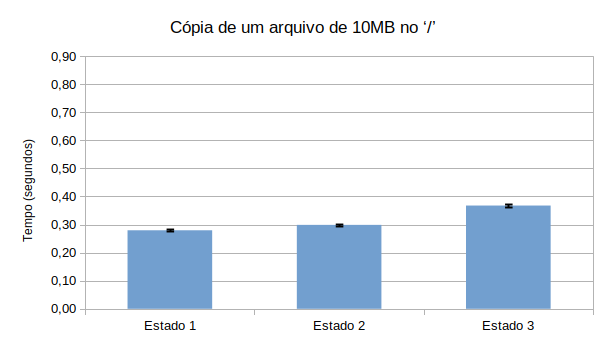 Cópia de um arquivo de 10MB no ‘/’
0,90
0,80
0,70
0,60
0,50
0,40
0,30
0,20
0,10
0,00
Tempo (segundos)
Estado 1
Estado 2
Estado 3